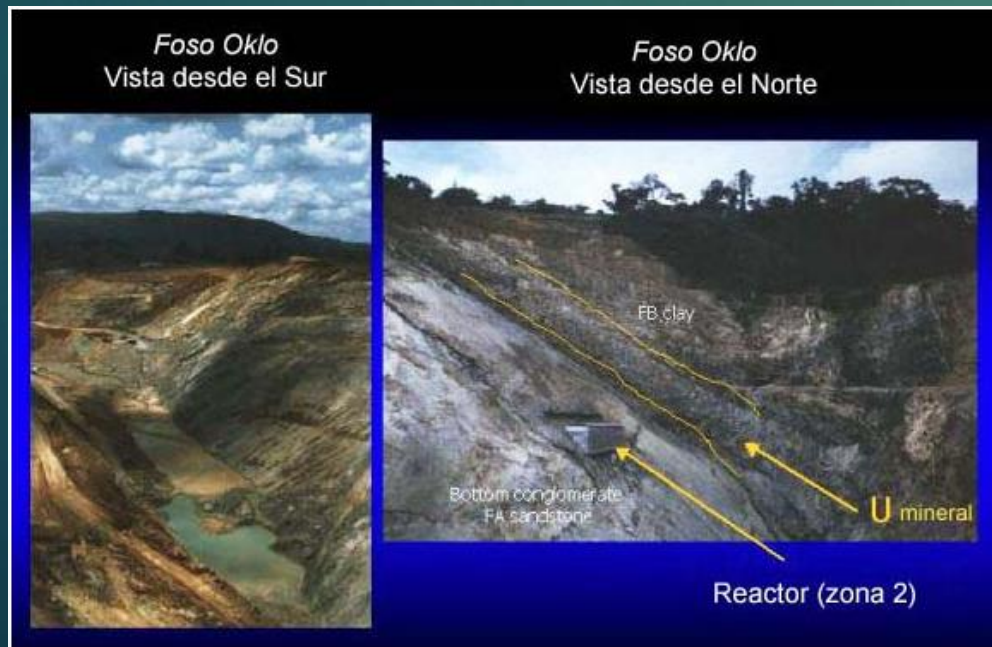 Foso Oklo
Vista desde el Sur
Foso Oklo
Vista desde el Norte
FB clay
Bottom conglomerate
FA sandstone
U mineral
Reactor (zona 2)